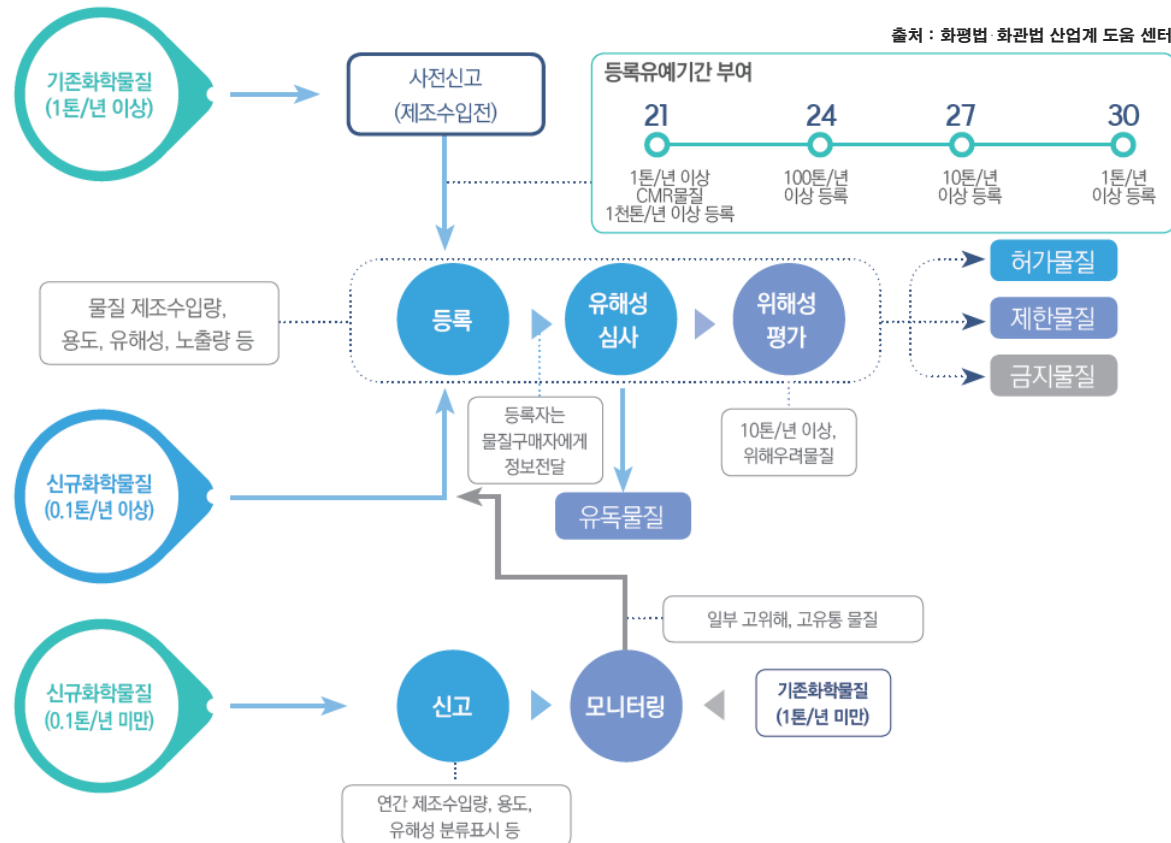 출처 : 화평법·화관법 산업계 도움 센터
기존화학물질
(1톤/년 이상)
사전신고
(제조수입전)
등록유예기간 부여
21
24
27
30
1톤/년 이상
CMR물질
1천톤/년 이상 등록
100톤/년
이상 등록
10톤/년
이상 등록
1톤/년
이상 등록
물질 제조수입량,
용도, 유해성, 노출량 등
등록
유해성
심사
위해성
평가
허가물질
제한물질
금지물질
등록자는
물질구매자에게
정보전달
10톤/년 이상,
위해우려물질
신규화학물질
(0.1톤/년 이상)
유독물질
일부 고위해, 고유통 물질
신규화학물질
(0.1톤/년 미만)
신고
모니터링
기존화학물질
(1톤/년 미만)
연간 제조수입량, 용도,
유해성 분류표시 등